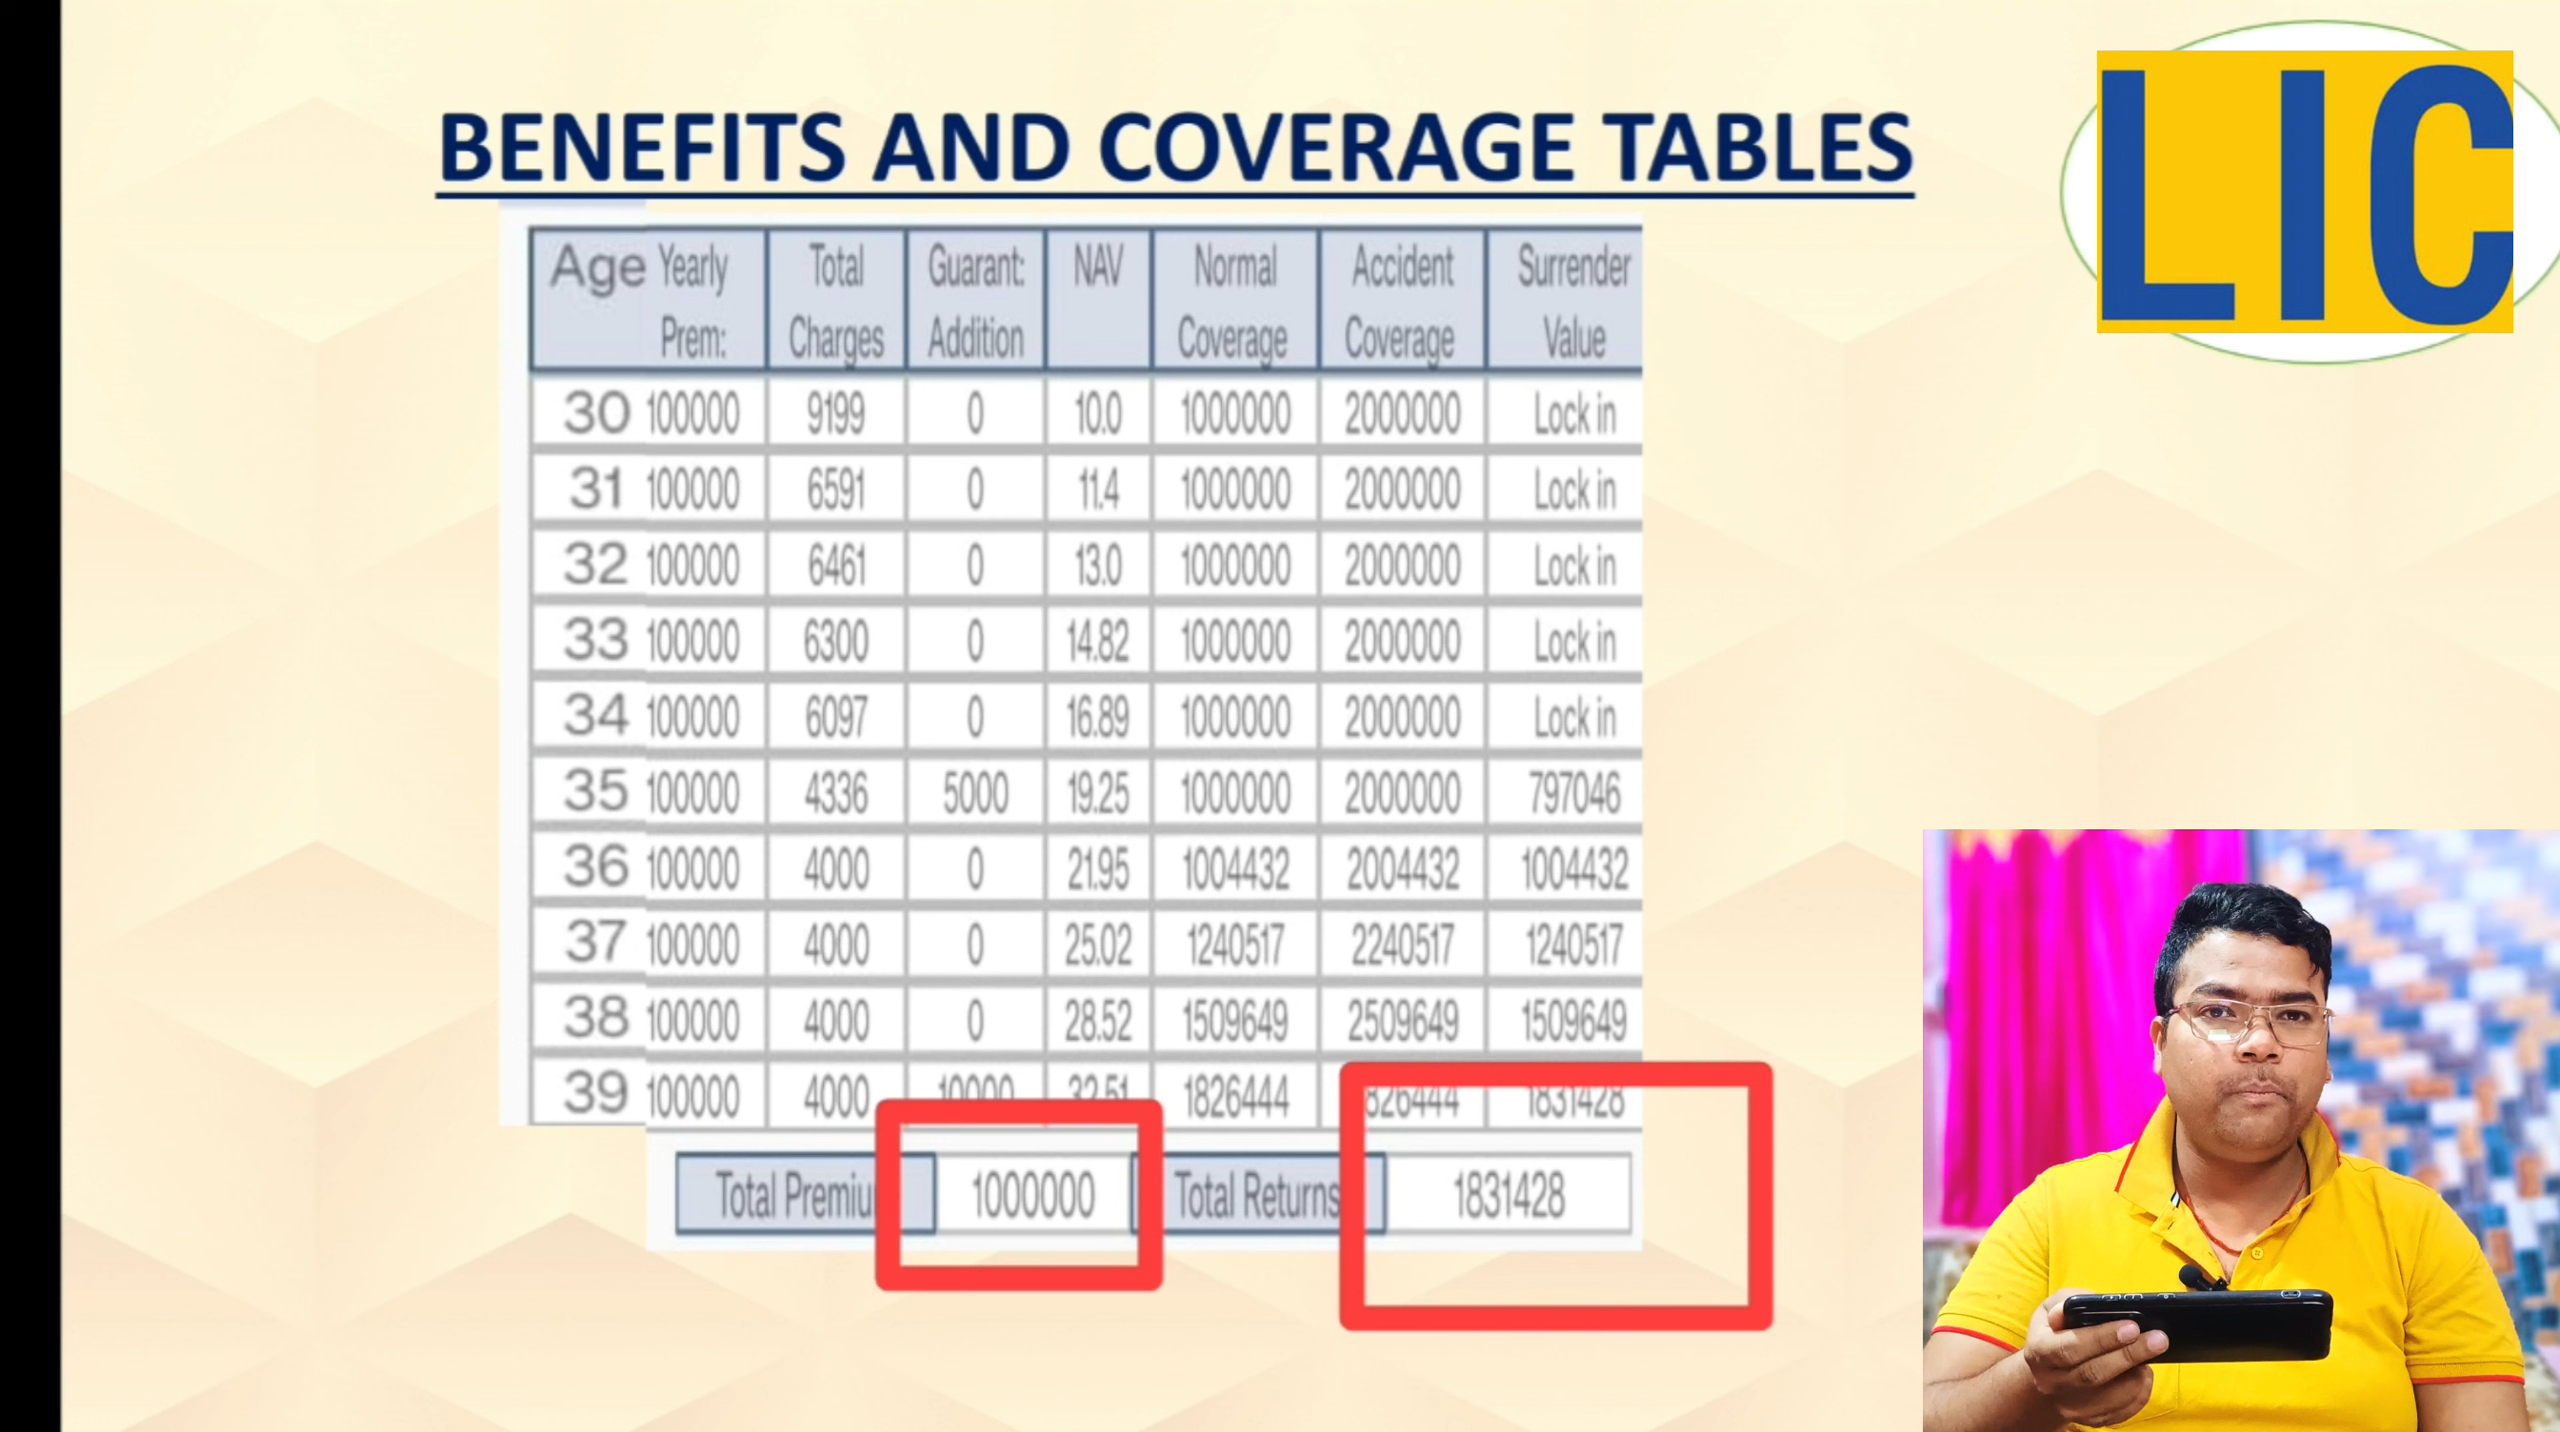 BENEFITS AND COVERAGE TABLES
LIC
Age Yearly Prem: Total Charges Guarant: Addition NAV Normal Coverage Accident Coverage Surrender Value
30 100000 9199 0 10.0 1000000 2000000 Lock in
31 100000 6591 0 11.4 1000000 2000000 Lock in
32 100000 6461 0 13.0 1000000 2000000 Lock in
33 100000 6300 0 14.82 1000000 2000000 Lock in
34 100000 6097 0 16.89 1000000 2000000 Lock in
35 100000 4336 5000 19.25 1000000 2000000 797046
36 100000 4000 0 21.95 1004432 2004432 1004432
37 100000 4000 0 25.02 1240517 2240517 1240517
38 100000 4000 0 28.52 1509649 2509649 1509649
39 100000 4000 10000 32.51 1826444 826444 1831428
Total Premiu 1000000 Total Returns 1831428